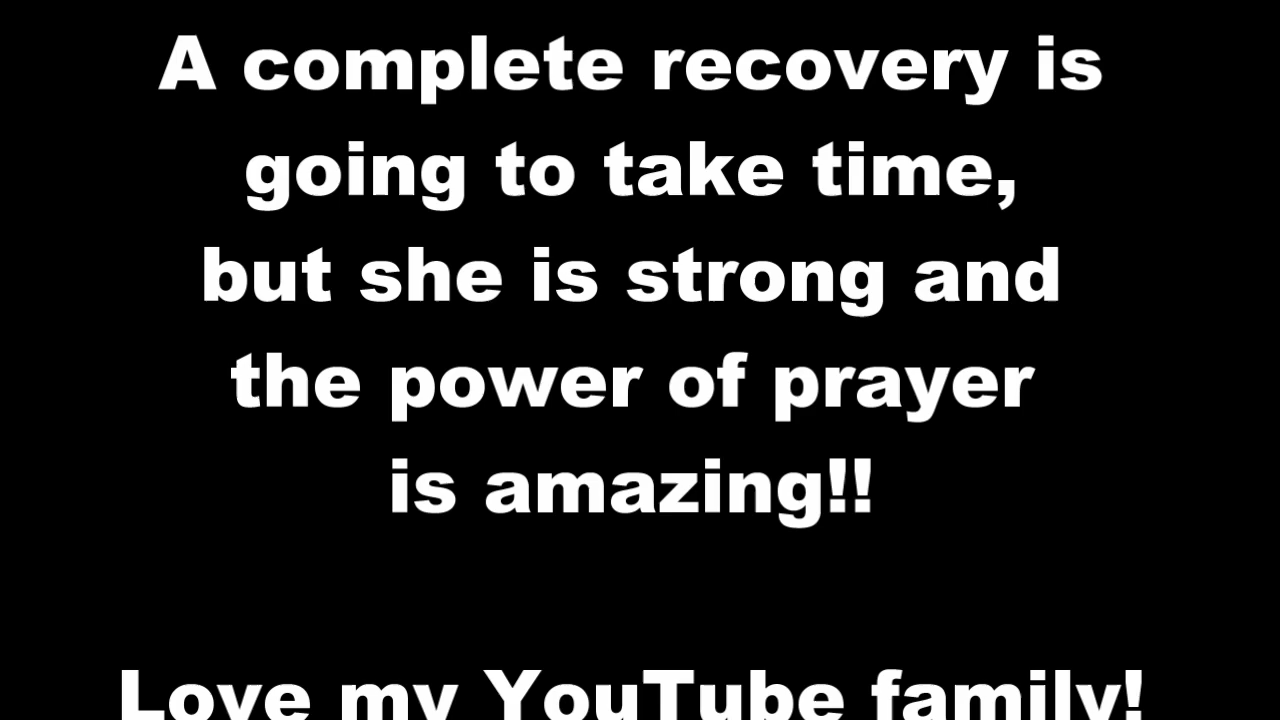 A complete recovery is
going to take time,
but she is strong and
the power of prayer
is amazing!!
Love my YouTube family!